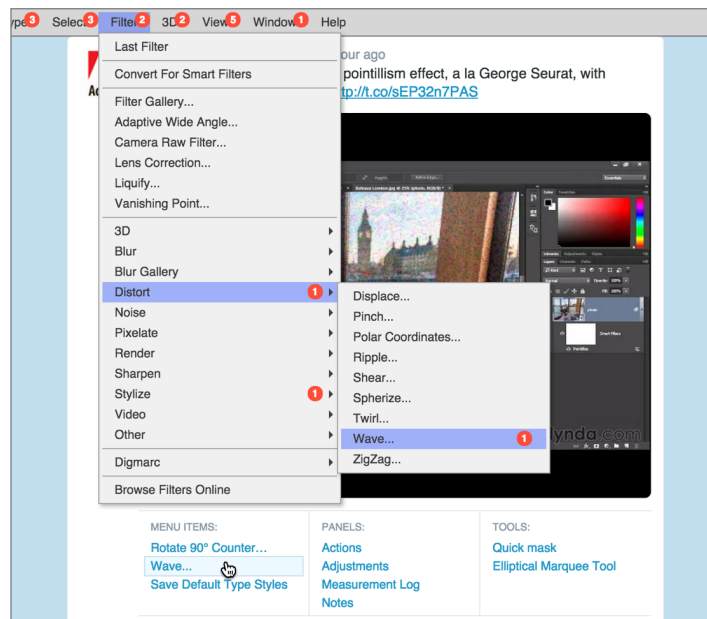 Select 3 Filter 2 3D 2 View 5 Window 1 Help
Last Filter
Convert For Smart Filters
Filter Gallery...
Adaptive Wide Angle...
Camera Raw Filter...
Lens Correction...
Liquify...
Vanishing Point...
3D
Blur
Blur Gallery
Distort 1
Noise
Pixelate
Render
Sharpen
Stylize 1
Video
Other
Digmarc
Browse Filters Online
our ago
pointillism effect, a la George Seurat, with
tp://t.co/sEP32n7PAS
Essentials
Displace...
Pinch...
Polar Coordinates...
Ripple...
Shear...
Spherize...
Twirl...
Wave... 1
ZigZag...
lynda.com
MENU ITEMS:
Rotate 90° Counter...
Wave...
Save Default Type Styles
PANELS:
Actions
Adjustments
Measurement Log
Notes
TOOLS:
Quick mask
Elliptical Marquee Tool